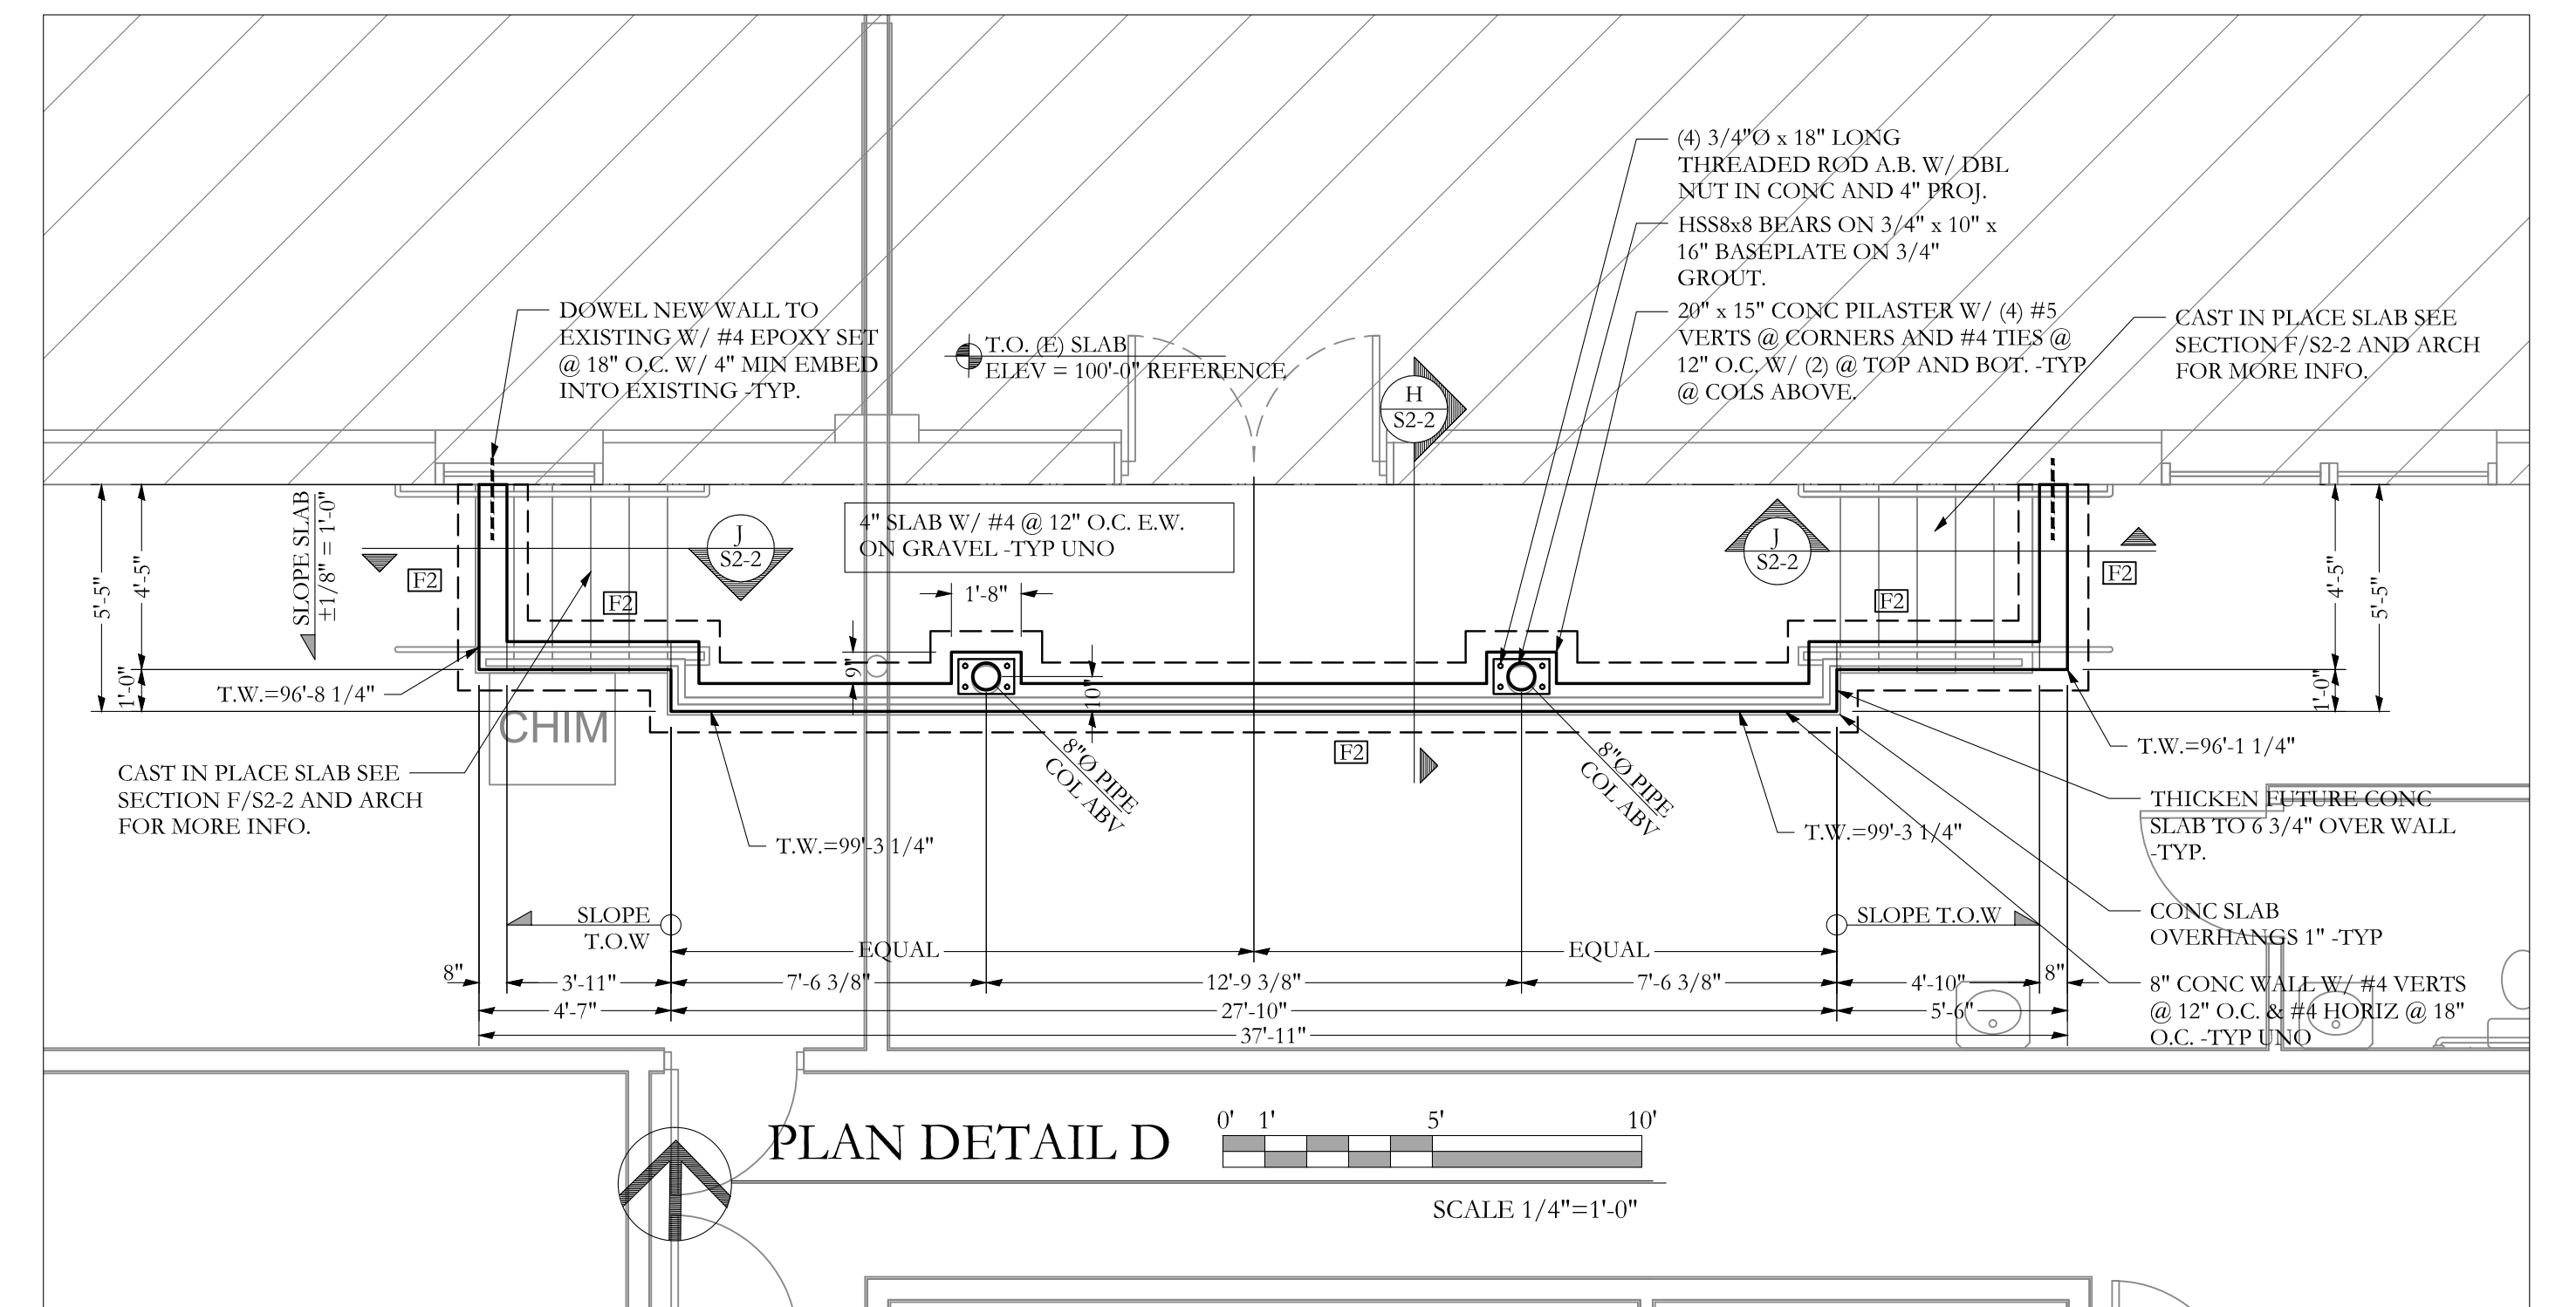 (4) 3/4"Ø x 18" LONG
THREADED ROD A.B. W/ DBL
NUT IN CONC AND 4" PROJ.
HSS8x8 BEARS ON 3/4" x 10" x
16" BASEPLATE ON 3/4"
GROUT.
20" x 15" CONC PILASTER W/ (4) #5
VERTS @ CORNERS AND #4 TIES @
12" O.C. W/ (2) @ TOP AND BOT. -TYP
@ COLS ABOVE.
DOWEL NEW WALL TO
EXISTING W/ #4 EPOXY SET
@ 18" O.C. W/ 4" MIN EMBED
INTO EXISTING -TYP.
T.O. (E) SLAB
ELEV = 100'-0" REFERENCE
H
S2-2
CAST IN PLACE SLAB SEE
SECTION F/S2-2 AND ARCH
FOR MORE INFO.
5'-5"
4'-5"
1'-0"
SLOPE SLAB
±1/8" = 1'-0"
F2
F2
J
S2-2
4" SLAB W/ #4 @ 12" O.C. E.W.
ON GRAVEL -TYP UNO
1'-8"
9"
10"
J
S2-2
F2
F2
4'-5"
5'-5"
1'-0"
T.W.=96'-8 1/4"
CHIM
8"Ø PIPE
COL ABV
F2
8"Ø PIPE
COL ABV
T.W.=96'-1 1/4"
CAST IN PLACE SLAB SEE
SECTION F/S2-2 AND ARCH
FOR MORE INFO.
T.W.=99'-3 1/4"
T.W.=99'-3 1/4"
THICKEN FUTURE CONC
SLAB TO 6 3/4" OVER WALL
-TYP.
SLOPE
T.O.W
SLOPE T.O.W
CONC SLAB
OVERHANGS 1" -TYP
EQUAL
EQUAL
8"
3'-11"
7'-6 3/8"
12'-9 3/8"
7'-6 3/8"
4'-10"
8"
4'-7"
27'-10"
5'-6"
37'-11"
8" CONC WALL W/ #4 VERTS
@ 12" O.C. & #4 HORIZ @ 18"
O.C. -TYP UNO
PLAN DETAIL D
0' 1' 5' 10'
SCALE 1/4"=1'-0"